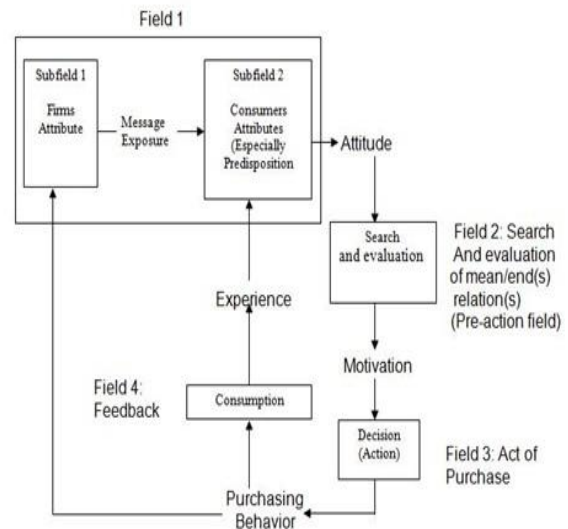 Field 1
Subfield 1
Firms
Attribute
Message
Exposure
Subfield 2
Consumers
Attributes
(Especially
Predisposition
Attitude
Search
and evaluation
Field 2: Search
And evaluation
of mean/end(s)
relation(s)
(Pre-action field)
Motivation
Decision
(Action)
Field 3: Act of
Purchase
Purchasing
Behavior
Field 4:
Feedback
Consumption
Experience